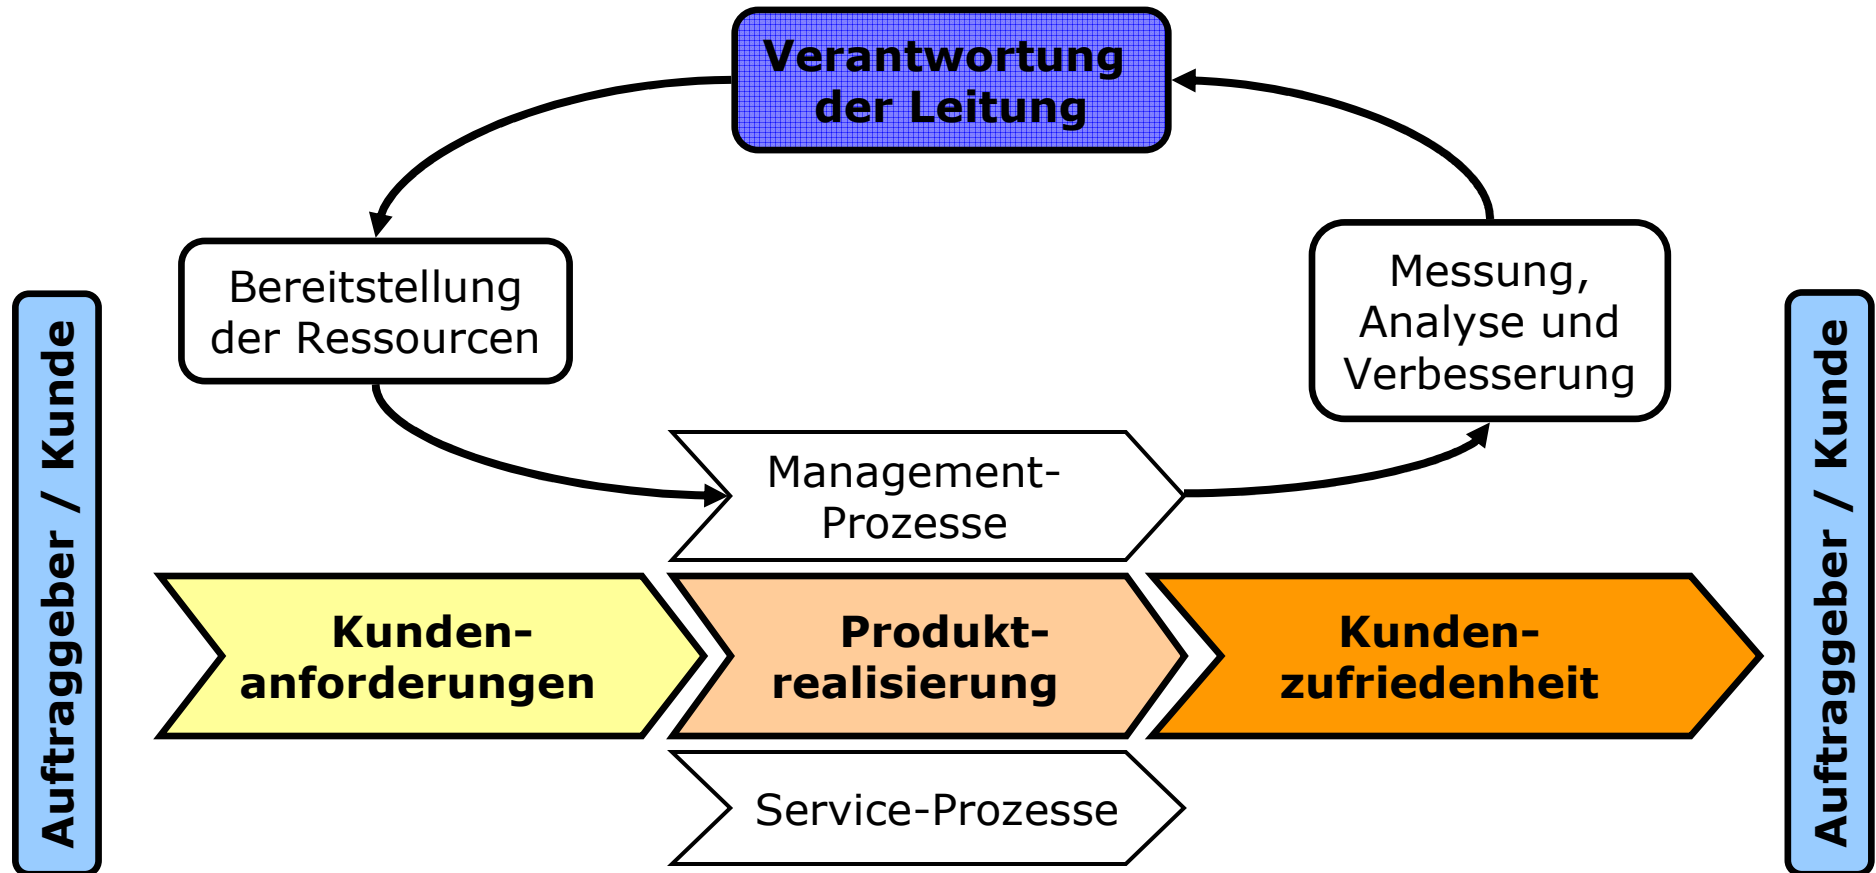 Verantwortung
der Leitung
Bereitstellung
der Ressourcen
Messung,
Analyse und
Verbesserung
Auftraggeber / Kunde
Management-
Prozesse
Kunden-
anforderungen
Produkt-
realisierung
Kunden-
zufriedenheit
Service-Prozesse
Auftraggeber / Kunde